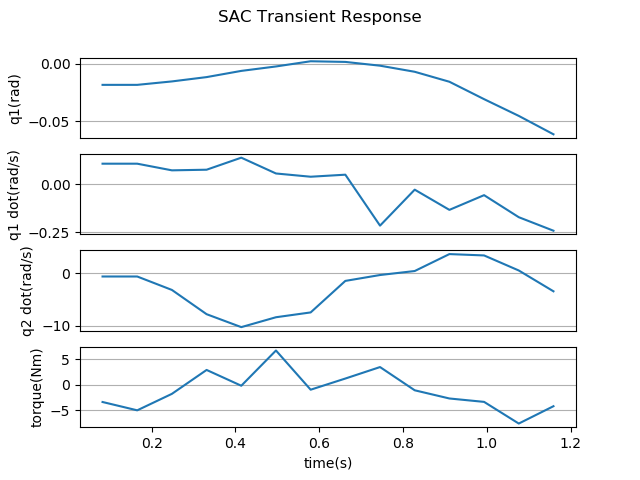 SAC Transient Response
q1(rad)
0.00
−0.05
q1 dot(rad/s)
0.00
−0.25
q2 dot(rad/s)
0
−10
torque(Nm)
5
0
−5
0.2 0.4 0.6 0.8 1.0 1.2
time(s)